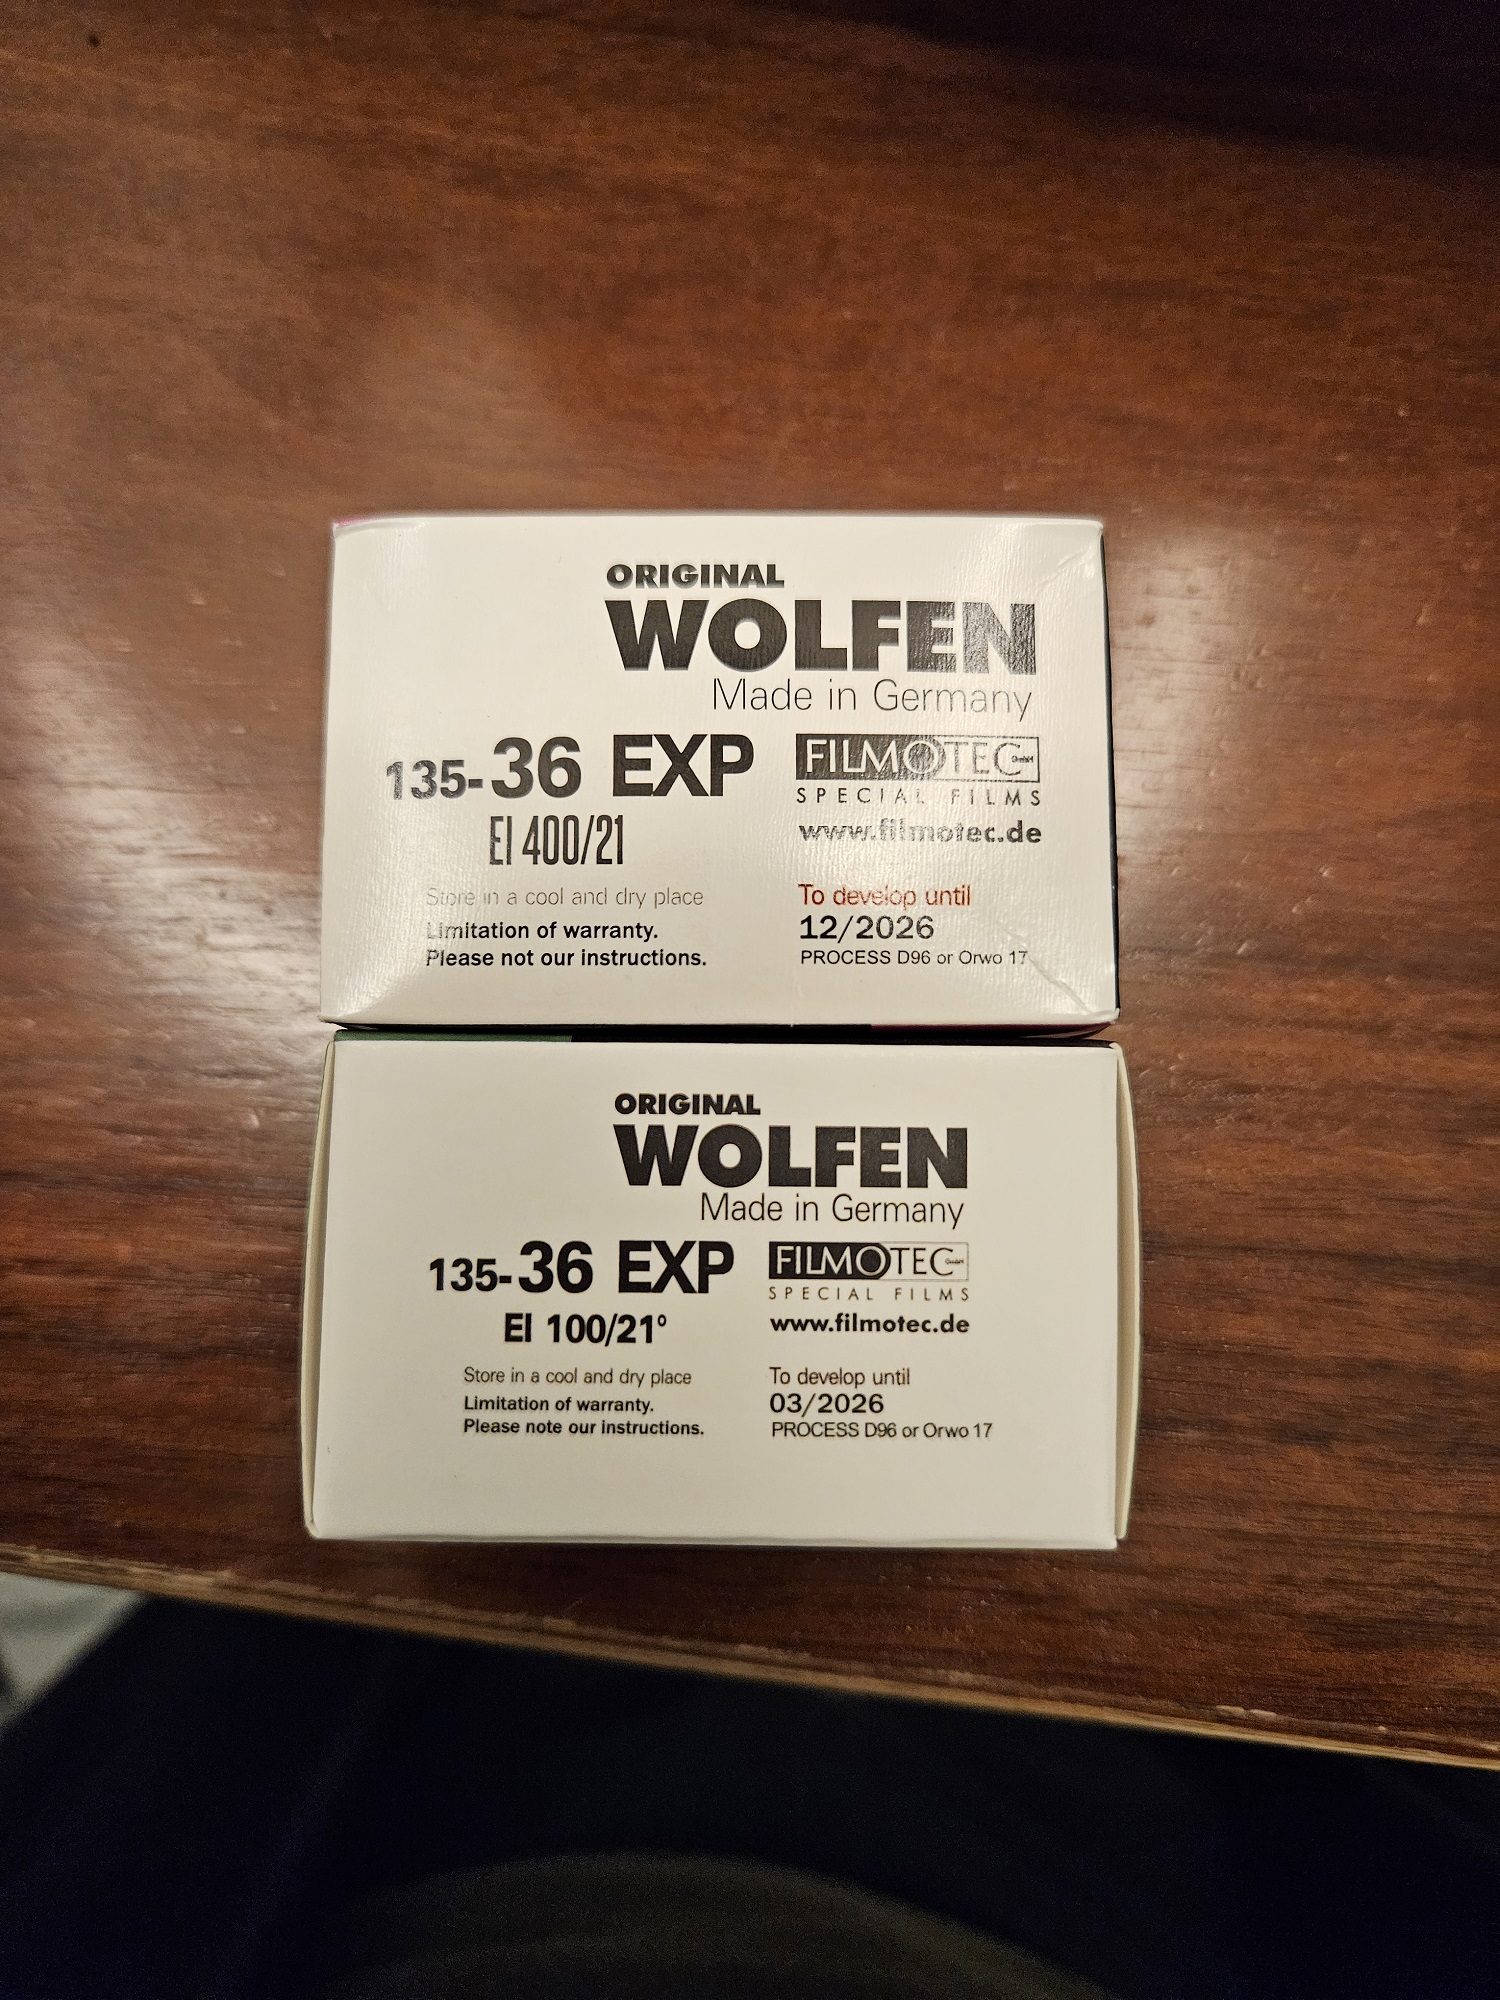 ORIGINAL
WOLFEN
Made in Germany
135-36 EXP
FILMOTEC GmbH
SPECIAL FILMS
EI 400/21
www.filmotec.de
Store in a cool and dry place
To develop until
Limitation of warranty.
12/2026
Please not our instructions.
PROCESS D96 or Orwo 17
ORIGINAL
WOLFEN
Made in Germany
135-36 EXP
FILMOTEC GmbH
SPECIAL FILMS
EI 100/21°
www.filmotec.de
Store in a cool and dry place
To develop until
Limitation of warranty.
03/2026
Please note our instructions.
PROCESS D96 or Orwo 17